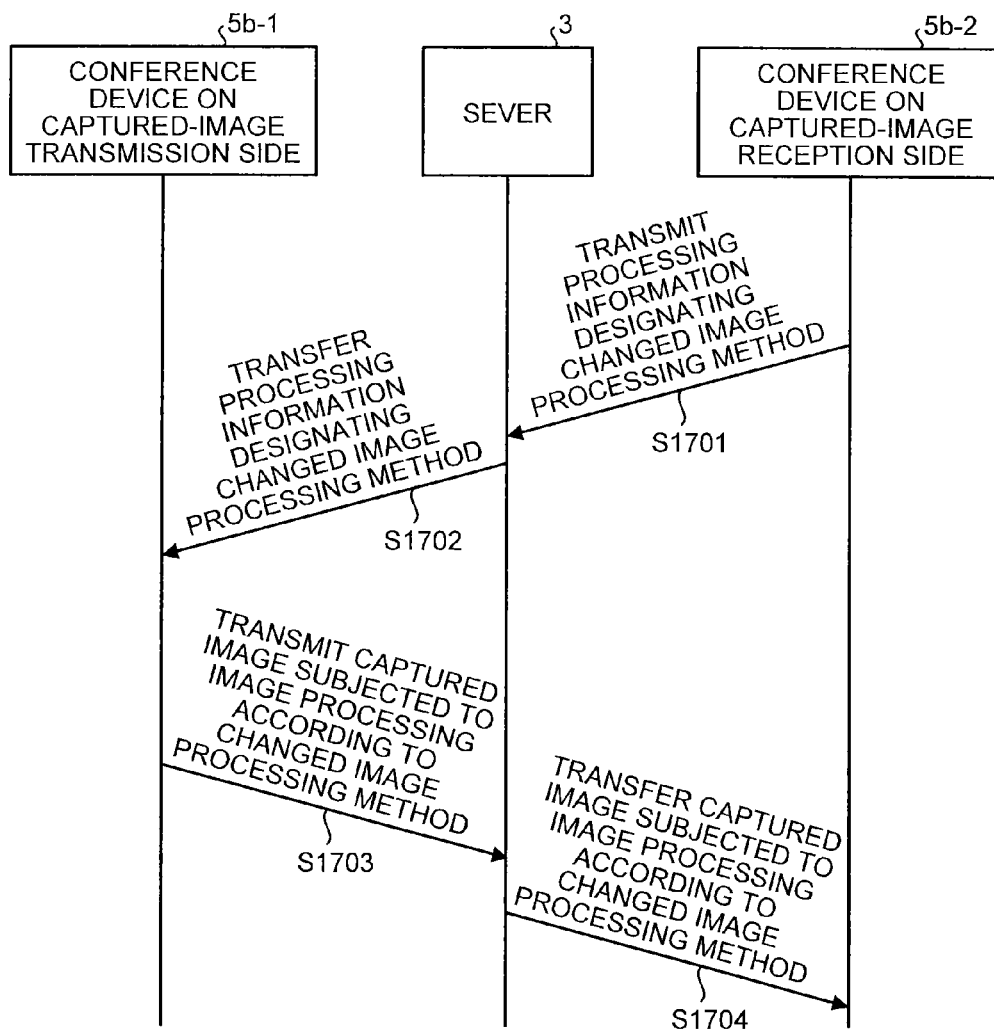 5b-1
CONFERENCE
DEVICE ON
CAPTURED-IMAGE
TRANSMISSION SIDE
3
SEVER
5b-2
CONFERENCE
DEVICE ON
CAPTURED-IMAGE
RECEPTION SIDE
TRANSMIT
PROCESSING
INFORMATION
DESIGNATING
CHANGED IMAGE
PROCESSING METHOD
S1701
TRANSFER
PROCESSING
INFORMATION
DESIGNATING
CHANGED IMAGE
PROCESSING METHOD
S1702
TRANSMIT CAPTURED
IMAGE SUBJECTED TO
IMAGE PROCESSING
ACCORDING TO
CHANGED IMAGE
PROCESSING METHOD
S1703
TRANSFER CAPTURED
IMAGE SUBJECTED TO
IMAGE PROCESSING
ACCORDING TO
CHANGED IMAGE
PROCESSING METHOD
S1704